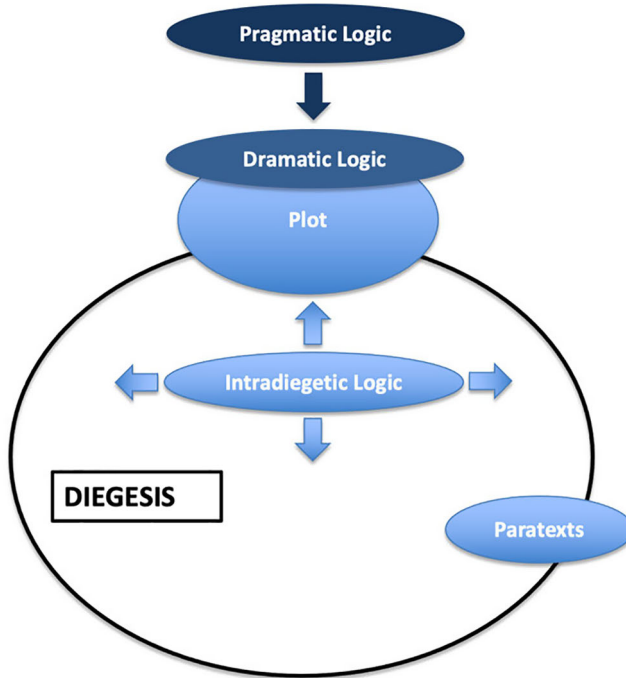 Pragmatic Logic
Dramatic Logic
Plot
Intradiegetic Logic
DIEGESIS
Paratexts